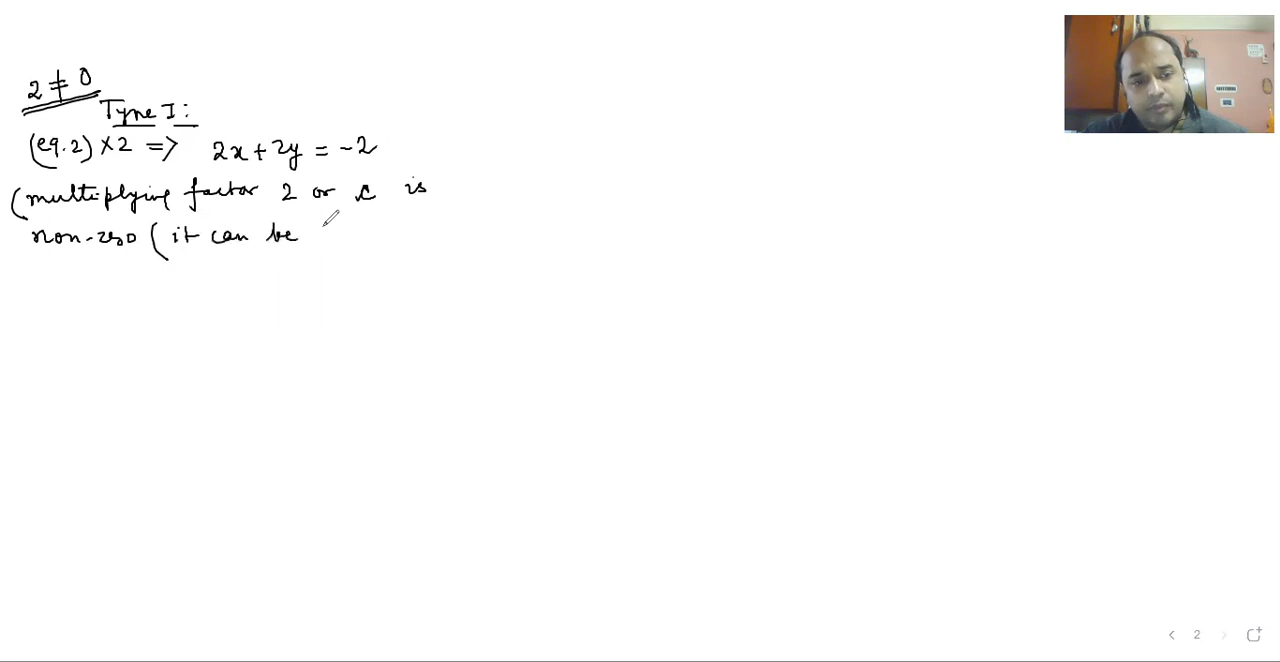 2 ≠ 0
Type I:
(eq.2) × 2 => 2x + 2y = -2
(multiplying factor 2 or c is
non-zero (it can be
2